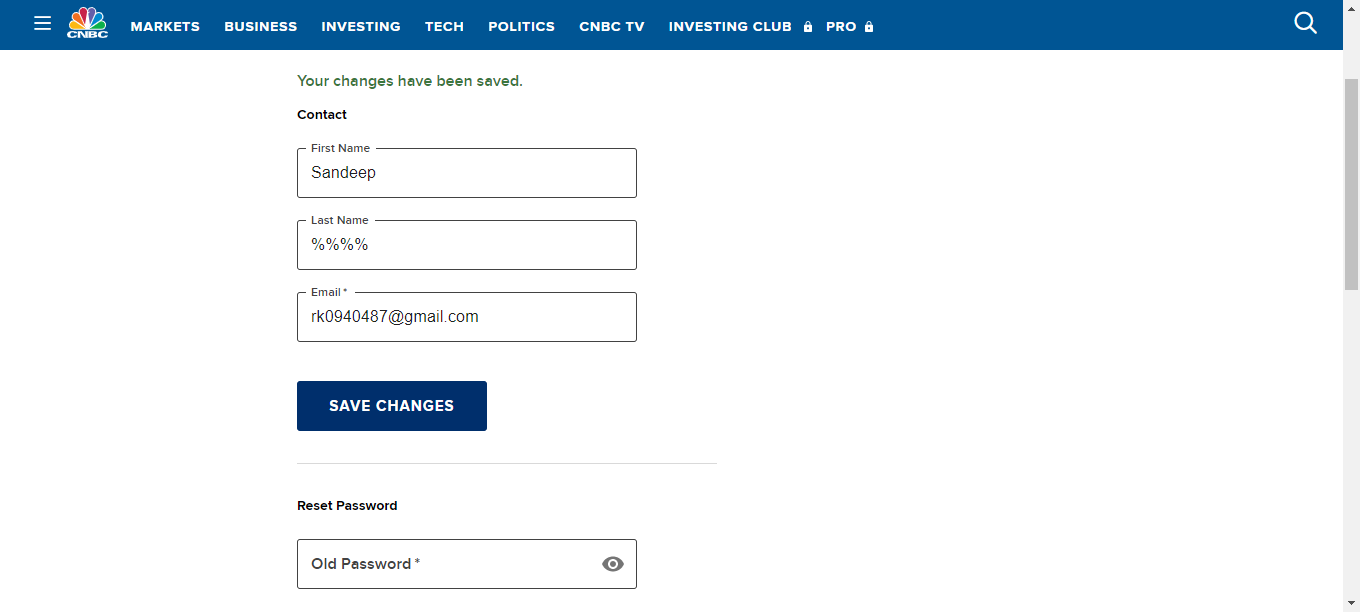 CNBC MARKETS BUSINESS INVESTING TECH POLITICS CNBC TV INVESTING CLUB PRO
Your changes have been saved.
Contact
First Name
Sandeep
Last Name
%%%%
Email *
rk0940487@gmail.com
SAVE CHANGES
Reset Password
Old Password *